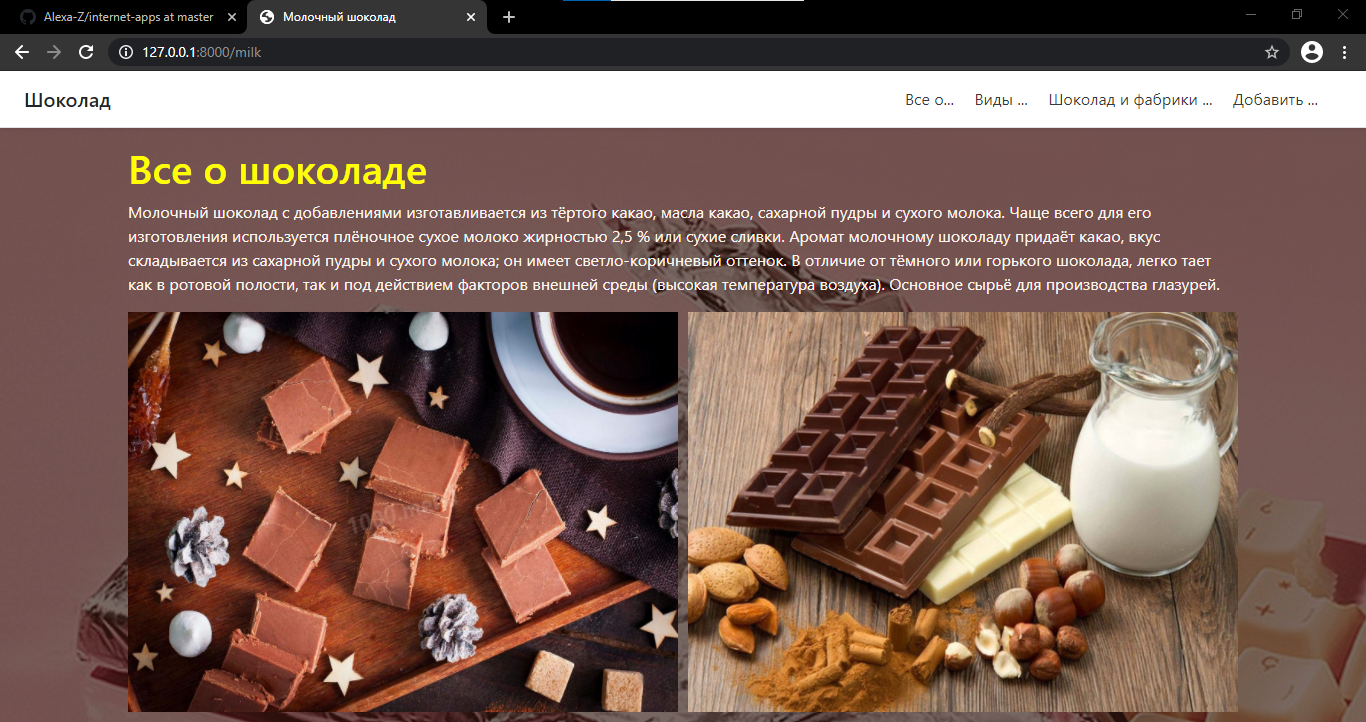 Alexa-Z/internet-apps at master
Молочный шоколад
127.0.0.1:8000/milk
Шоколад
Все о...
Виды ...
Шоколад и фабрики ...
Добавить ...
Все о шоколаде
Молочный шоколад с добавлениями изготавливается из тёртого какао, масла какао, сахарной пудры и сухого молока. Чаще всего для его
изготовления используется плёночное сухое молоко жирностью 2,5 % или сухие сливки. Аромат молочному шоколаду придаёт какао, вкус
складывается из сахарной пудры и сухого молока; он имеет светло-коричневый оттенок. В отличие от тёмного или горького шоколада, легко тает
как в ротовой полости, так и под действием факторов внешней среды (высокая температура воздуха). Основное сырьё для производства глазурей.